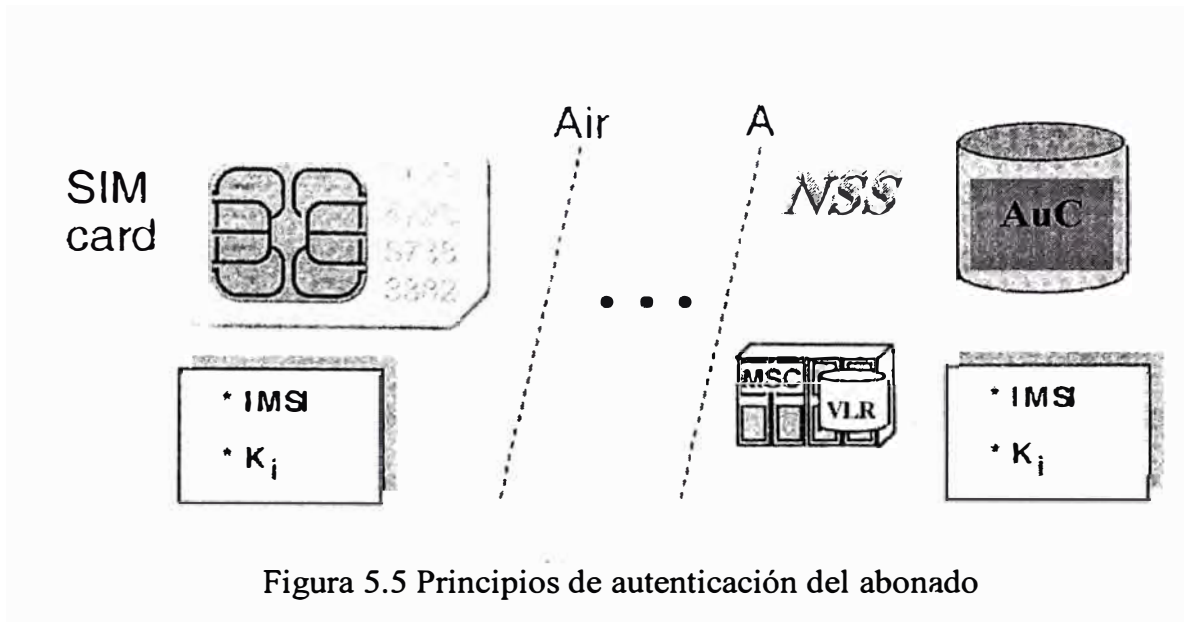 Air
A
SIM
card
NSS
AuC
5735
MSC
VLR
* IMSI
* Ki
* IMSI
* Ki
Figura 5.5 Principios de autenticación del abonado